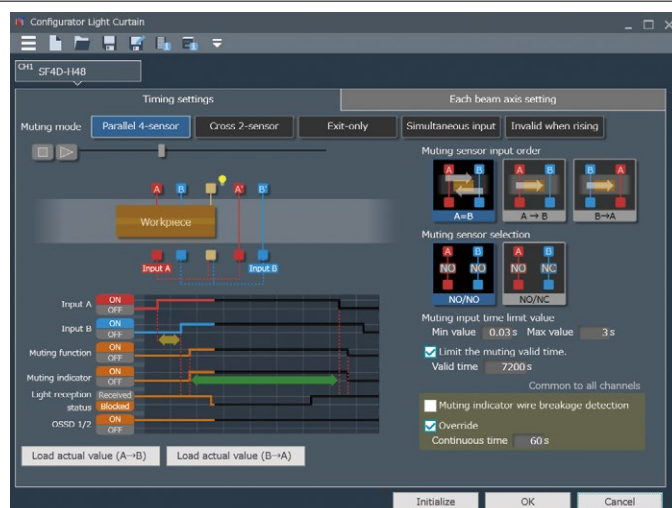 Configurator Light Curtain
CH1 SF4D-H48
Timing settings
Each beam axis setting
Muting mode
Parallel 4-sensor
Cross 2-sensor
Exit-only
Simultaneous input
Invalid when rising
A B A' B'
Workpiece
Input A Input B
Input A ON OFF
Input B ON OFF
Muting function ON OFF
Muting indicator ON OFF
Light reception status Received Blocked
OSSD 1/2 ON OFF
Load actual value (A→B)
Load actual value (B→A)
Muting sensor input order
A B A B B A
A=B A → B B→A
Muting sensor selection
A B A B
NO NO NO NC
NO/NO NO/NC
Muting input time limit value
Min value 0.03 s Max value 3 s
Limit the muting valid time.
Valid time 7200 s
Common to all channels
Muting indicator wire breakage detection
Override
Continuous time 60 s
Initialize
OK
Cancel